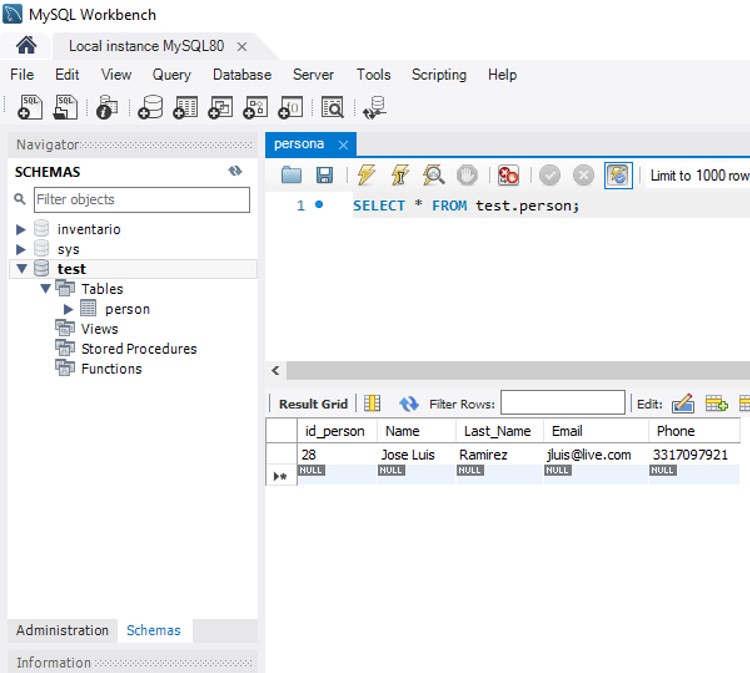 MySQL Workbench
Local instance MySQL80
File Edit View Query Database Server Tools Scripting Help
Navigator
SCHEMAS
Filter objects
inventario
sys
test
Tables
person
Views
Stored Procedures
Functions
Administration Schemas
Information
persona
Limit to 1000 row
1 SELECT * FROM test.person;
Result Grid Filter Rows: Edit:
id_person Name Last_Name Email Phone
28 Jose Luis Ramirez jluis@live.com 3317097921
NULL NULL NULL NULL NULL